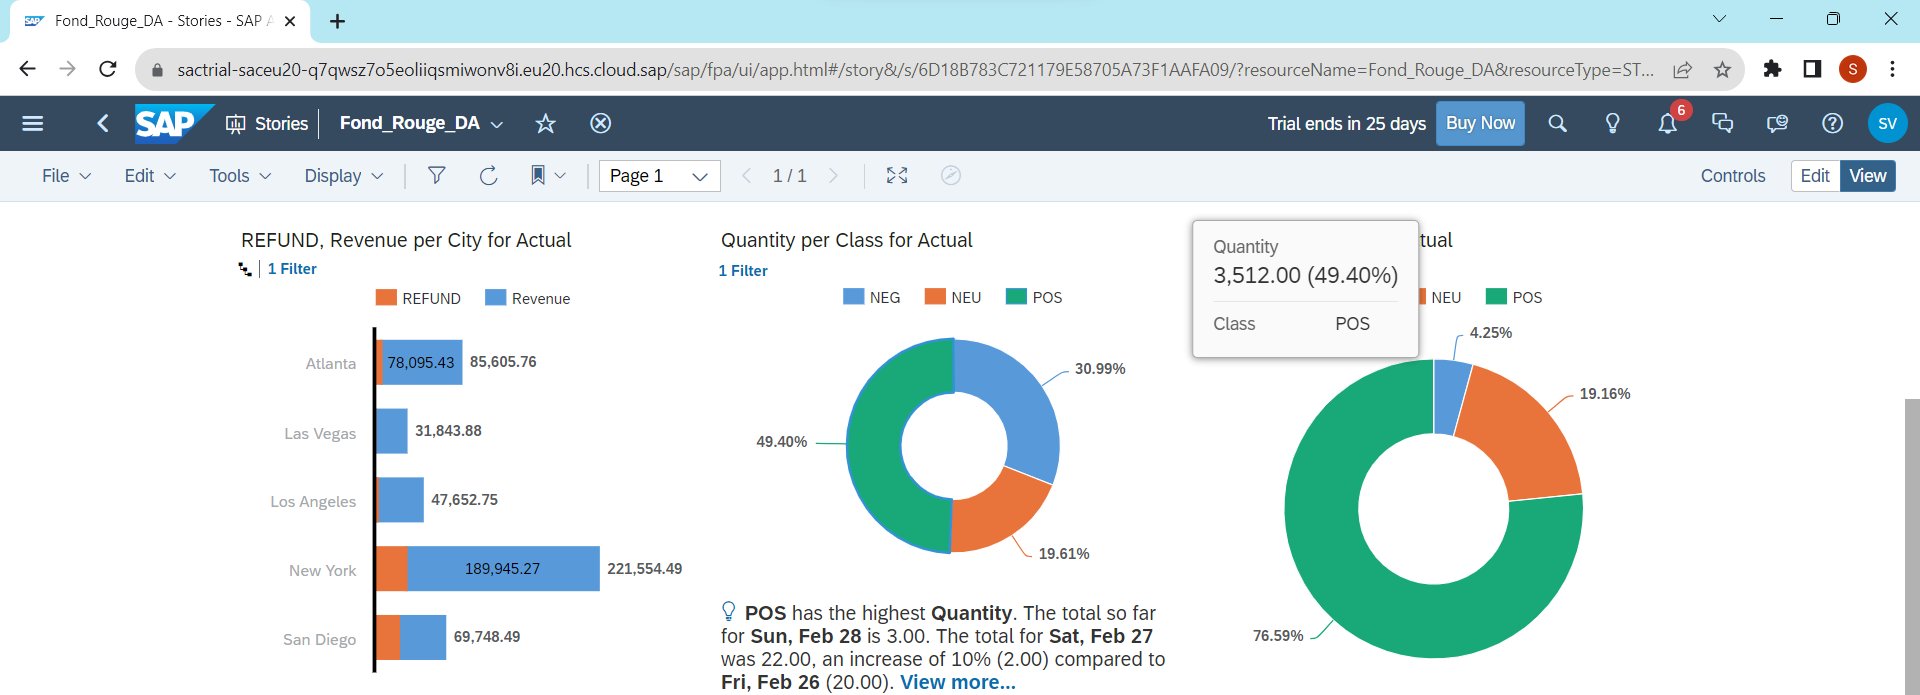 SAP Fond_Rouge_DA - Stories - SAP A
sactrial-saceu20-q7qwsz7o5eoliiqsmiwonv8i.eu20.hcs.cloud.sap/sap/fpa/ui/app.html#/story&/s/6D18B783C721179E58705A73F1AAFA09/?resourceName=Fond_Rouge_DA&resourceType=ST... S
SAP Stories Fond_Rouge_DA Trial ends in 25 days Buy Now 6 SV
File Edit Tools Display Page 1 1 / 1 Controls Edit View
REFUND, Revenue per City for Actual
1 Filter
REFUND Revenue
Atlanta 78,095.43 85,605.76
Las Vegas 31,843.88
Los Angeles 47,652.75
New York 189,945.27 221,554.49
San Diego 69,748.49
Quantity per Class for Actual
1 Filter
NEG NEU POS
30.99%
49.40%
19.61%
POS has the highest Quantity. The total so far
for Sun, Feb 28 is 3.00. The total for Sat, Feb 27
was 22.00, an increase of 10% (2.00) compared to
Fri, Feb 26 (20.00). View more...
Quantity
3,512.00 (49.40%)
Class POS
tual
NEU POS
4.25%
19.16%
76.59%